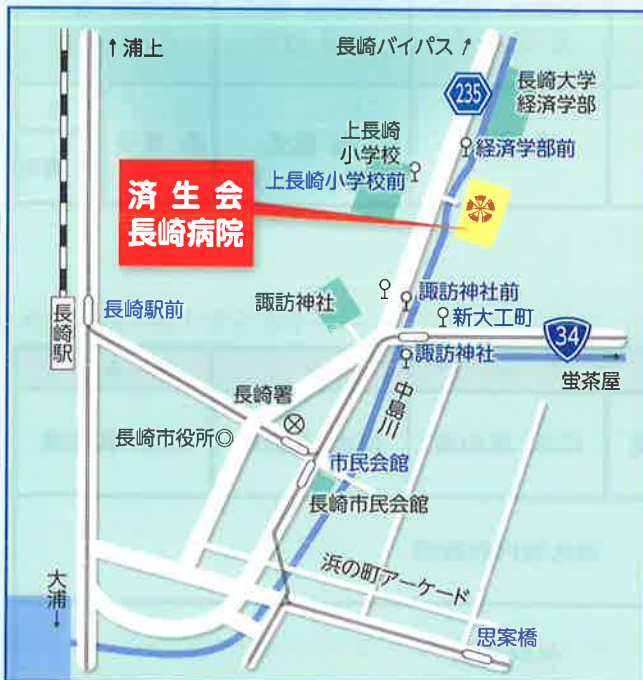 ↑浦上
長崎バイパス↗
235
長崎大学
経済学部
上長崎
小学校
経済学部前
上長崎小学校前
済生会
長崎病院
諏訪神社
諏訪神社前
長崎駅前
長崎駅
新大工町
34
諏訪神社
蛍茶屋
中島川
長崎署
長崎市役所◎
市民会館
長崎市民会館
浜の町アーケード
大浦↓
思案橋